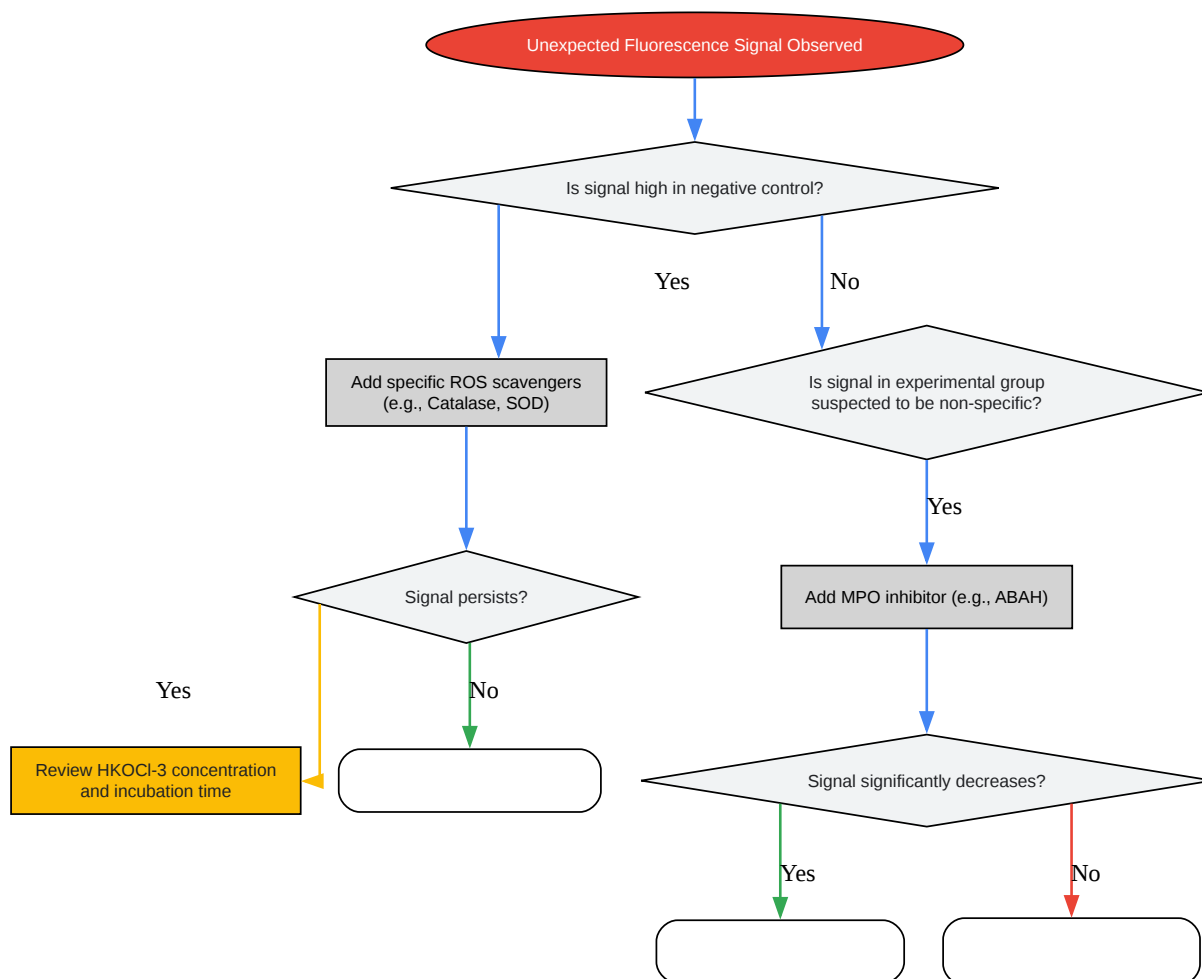 Unexpected Fluorescence Signal Observed
Is signal high in negative control?
Yes
No
Add specific ROS scavengers
(e.g., Catalase, SOD)
Is signal in experimental group
suspected to be non-specific?
Yes
Signal persists?
Add MPO inhibitor (e.g., ABAH)
Yes
No
Review HKOCl-3 concentration
and incubation time
Signal significantly decreases?
Yes
No